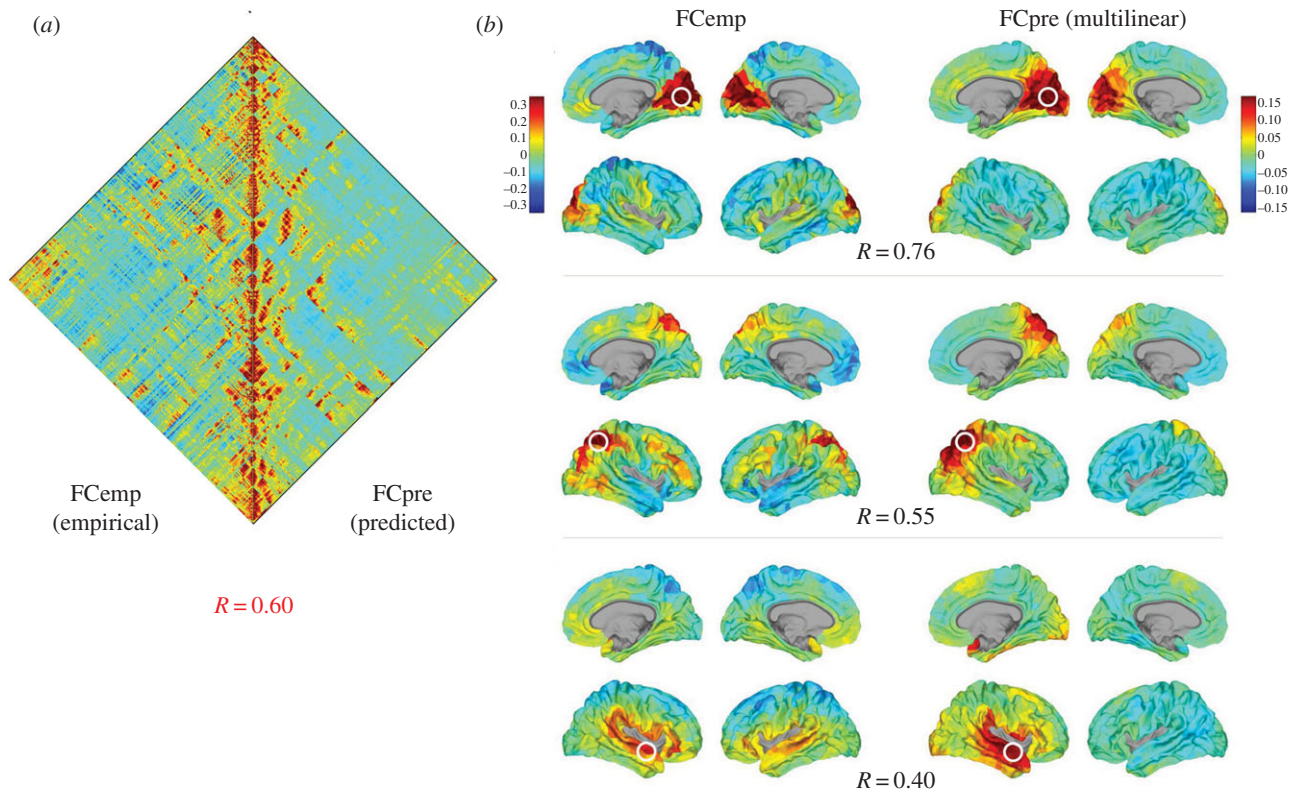 (a)
(b)
FCemp
FCpre (multilinear)
0.3
0.2
0.1
0
–0.1
–0.2
–0.3
0.15
0.10
0.05
0
–0.05
–0.10
–0.15
R = 0.76
FCemp
(empirical)
FCpre
(predicted)
R = 0.55
R = 0.60
R = 0.40